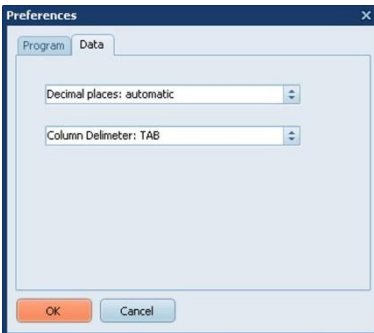 Preferences
Program Data
Decimal places: automatic
Column Delimeter: TAB
OK Cancel